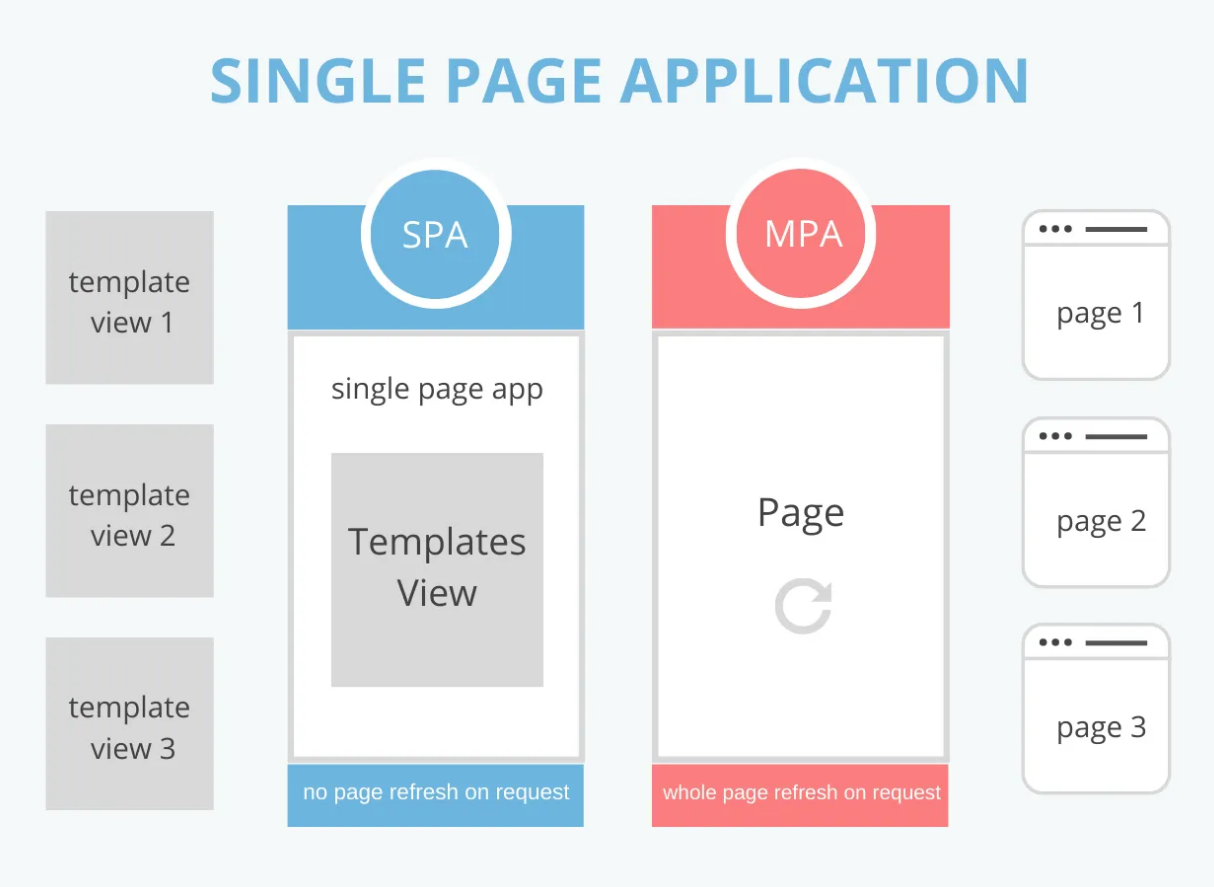 SINGLE PAGE APPLICATION
template
view 1
template
view 2
template
view 3
SPA
single page app
Templates
View
no page refresh on request
MPA
Page
whole page refresh on request
page 1
page 2
page 3